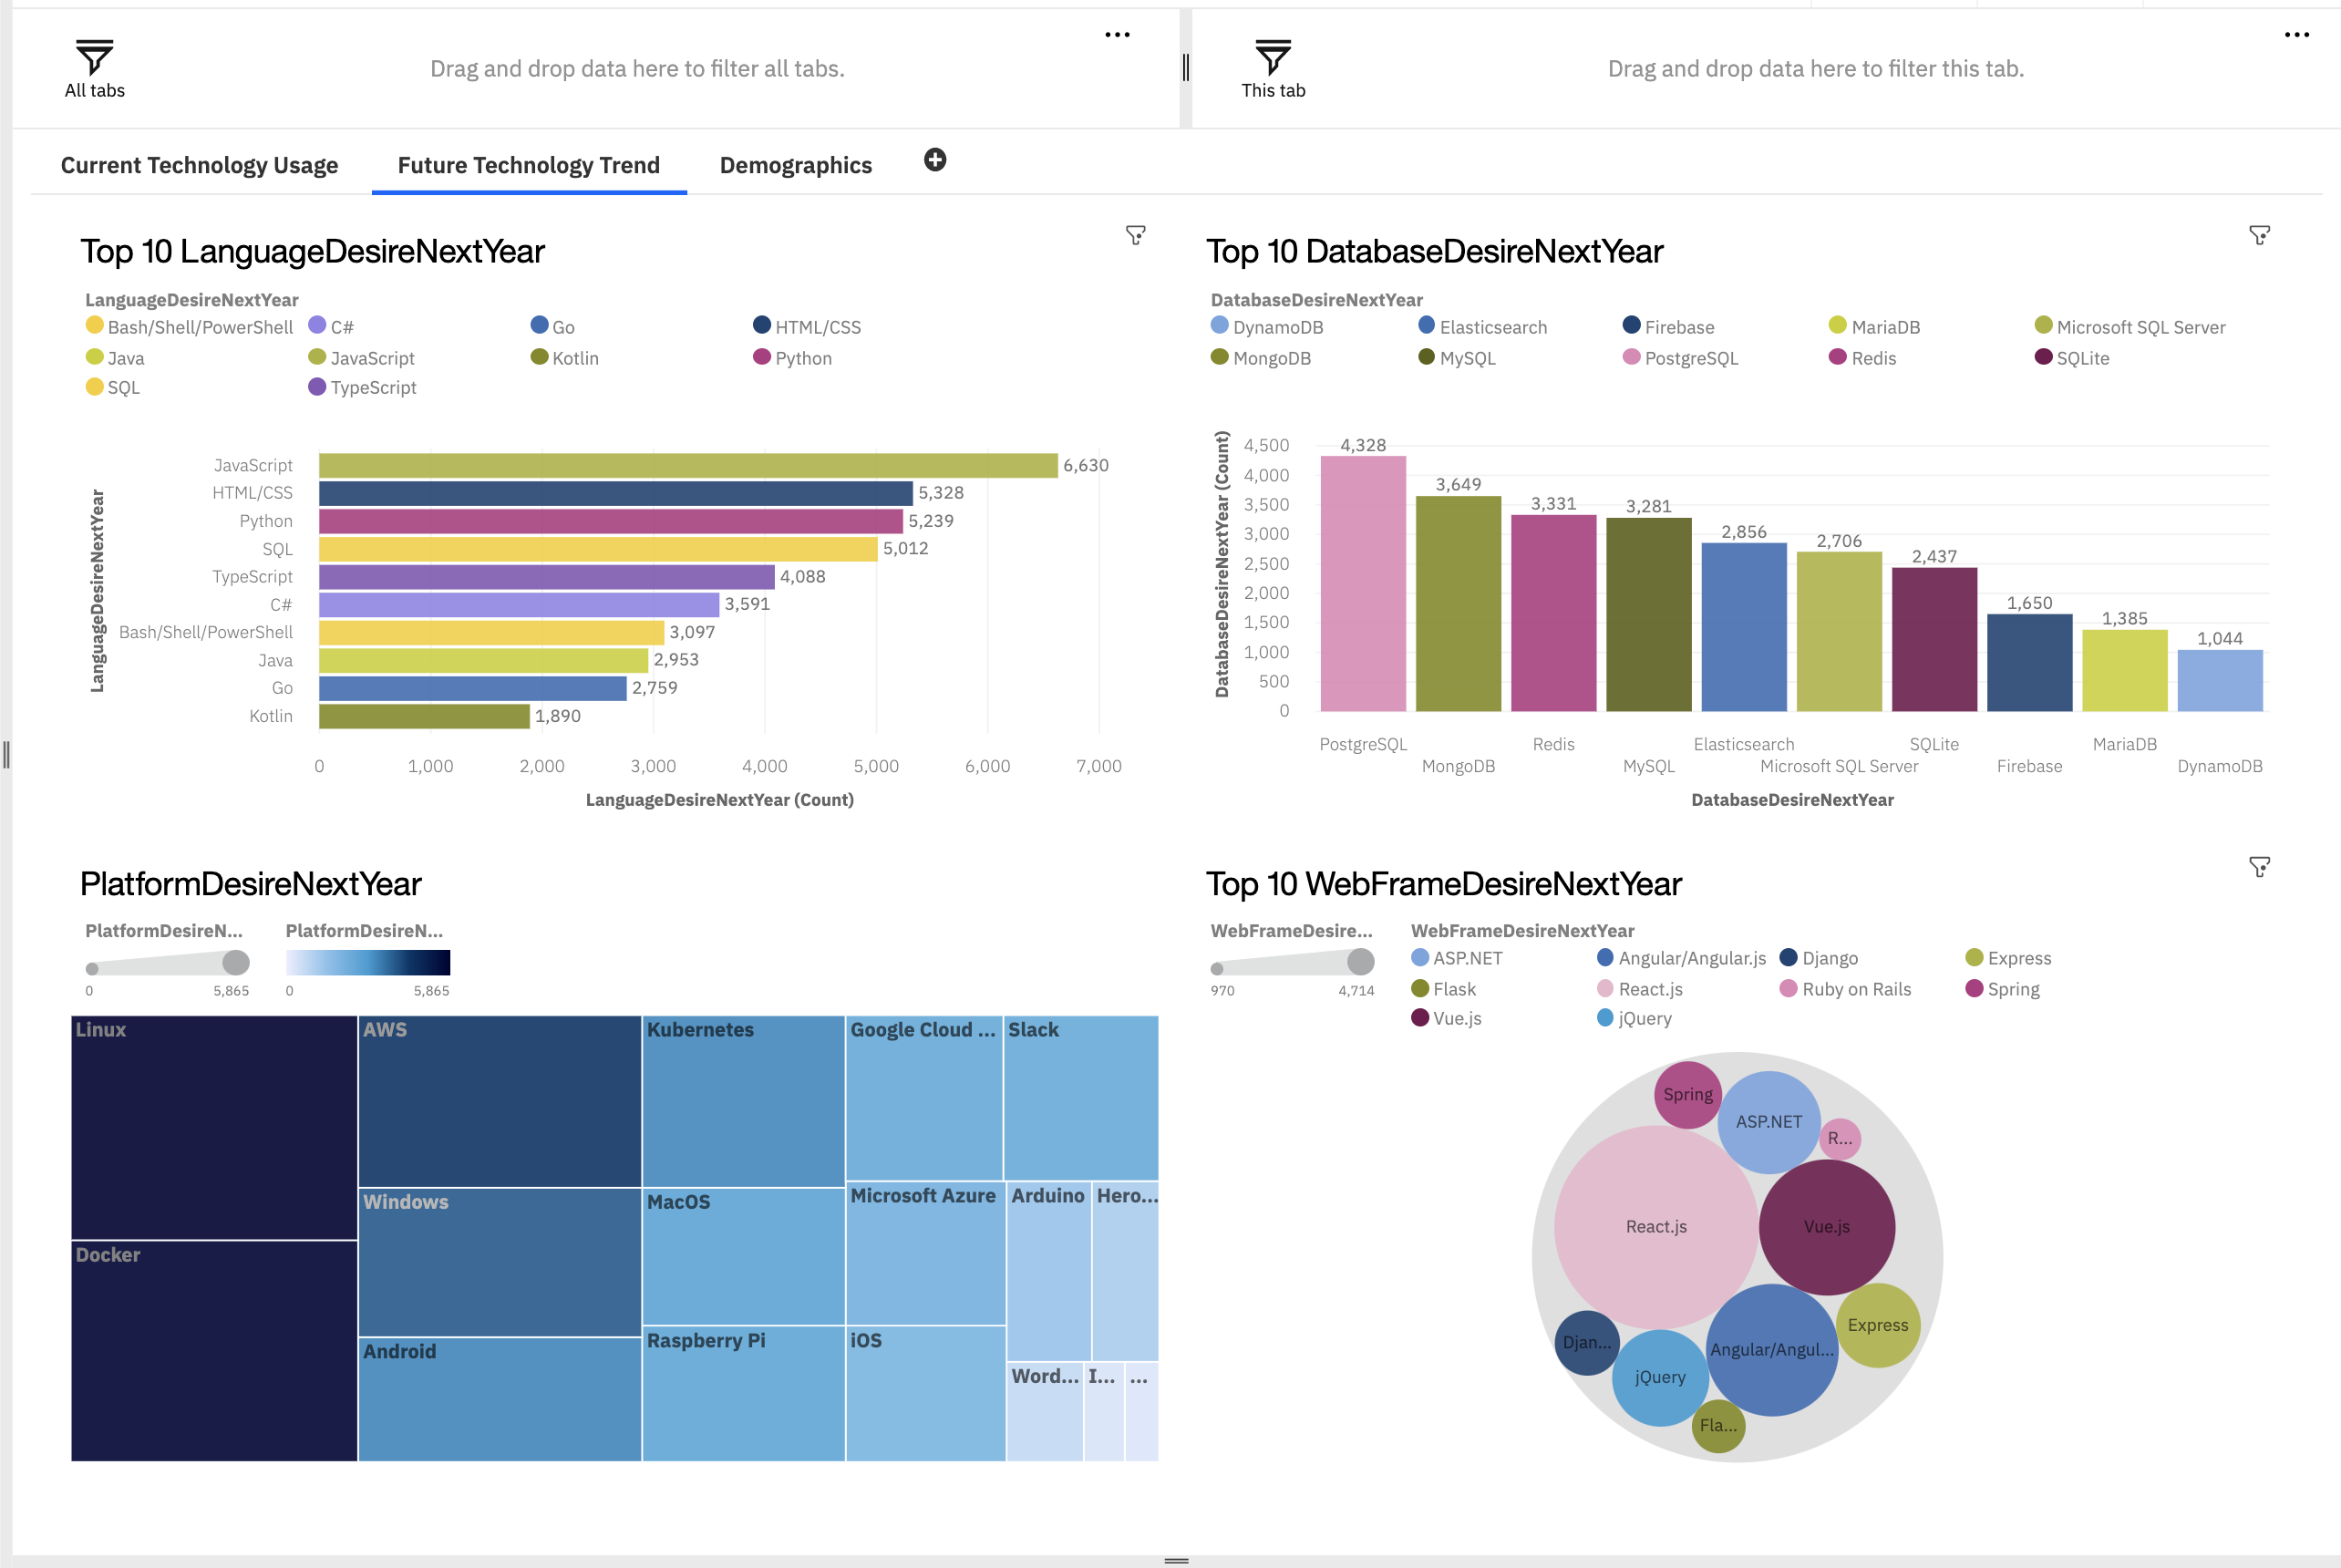 All tabs
Drag and drop data here to filter all tabs.
This tab
Drag and drop data here to filter this tab.
Current Technology Usage
Future Technology Trend
Demographics
Top 10 LanguageDesireNextYear
LanguageDesireNextYear
Bash/Shell/PowerShell
C#
Go
HTML/CSS
Java
JavaScript
Kotlin
Python
SQL
TypeScript
LanguageDesireNextYear
JavaScript
6,630
HTML/CSS
5,328
Python
5,239
SQL
5,012
TypeScript
4,088
C#
3,591
Bash/Shell/PowerShell
3,097
Java
2,953
Go
2,759
Kotlin
1,890
0
1,000
2,000
3,000
4,000
5,000
6,000
7,000
LanguageDesireNextYear (Count)
Top 10 DatabaseDesireNextYear
DatabaseDesireNextYear
DynamoDB
Elasticsearch
Firebase
MariaDB
Microsoft SQL Server
MongoDB
MySQL
PostgreSQL
Redis
SQLite
DatabaseDesireNextYear (Count)
4,500
4,000
3,500
3,000
2,500
2,000
1,500
1,000
500
0
4,328
3,649
3,331
3,281
2,856
2,706
2,437
1,650
1,385
1,044
PostgreSQL
MongoDB
Redis
MySQL
Elasticsearch
Microsoft SQL Server
SQLite
Firebase
MariaDB
DynamoDB
DatabaseDesireNextYear
PlatformDesireNextYear
PlatformDesireN...
0
5,865
PlatformDesireN...
0
5,865
Linux
Docker
AWS
Windows
Android
Kubernetes
MacOS
Raspberry Pi
Google Cloud ...
Slack
Microsoft Azure
iOS
Arduino
Hero...
Word...
I...
...
Top 10 WebFrameDesireNextYear
WebFrameDesire...
970
4,714
WebFrameDesireNextYear
ASP.NET
Angular/Angular.js
Django
Express
Flask
React.js
Ruby on Rails
Spring
Vue.js
jQuery
Spring
ASP.NET
R...
React.js
Vue.js
Express
Djan...
Angular/Angul...
jQuery
Fla...